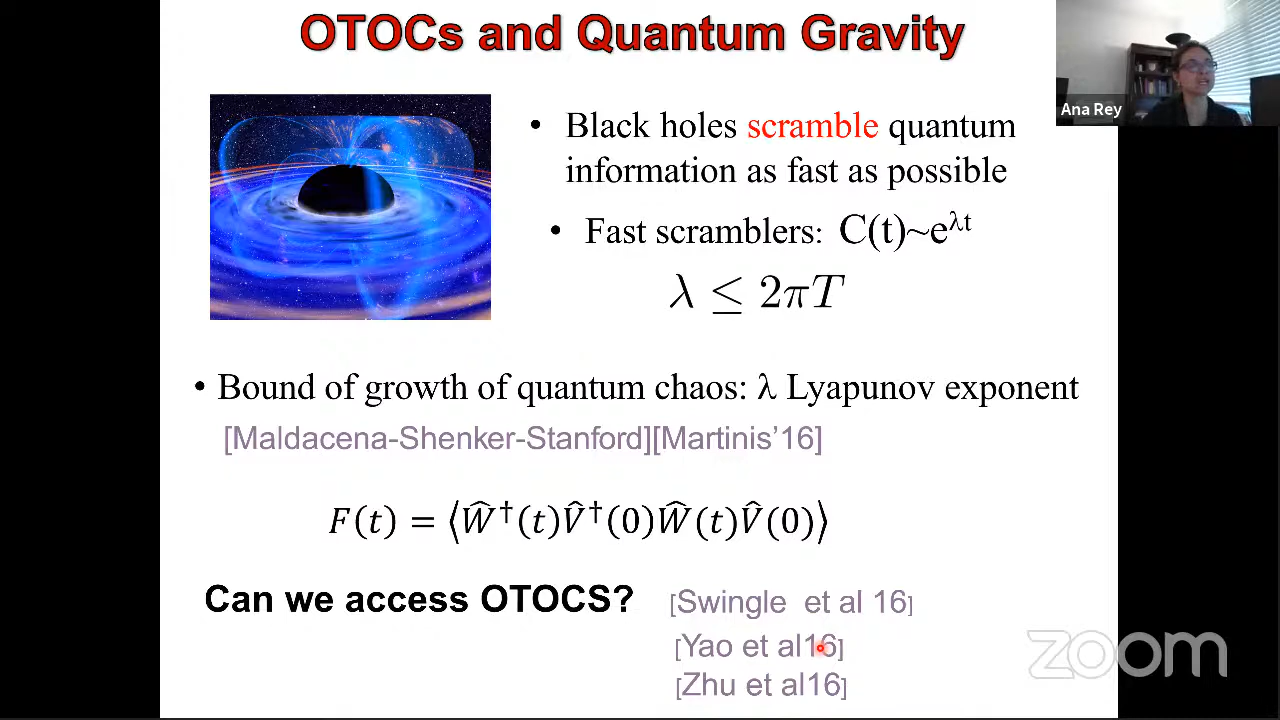 OTOCs and Quantum Gravity
Ana Rey
• Black holes scramble quantum
information as fast as possible
• Fast scramblers: C(t)~e^λt
λ ≤ 2πT
• Bound of growth of quantum chaos: λ Lyapunov exponent
[Maldacena-Shenker-Stanford][Martinis’16]
F(t) = ⟨Ŵ†(t)V̂†(0)Ŵ(t)V̂(0)⟩
Can we access OTOCS? [Swingle et al 16]
[Yao et al16]
[Zhu et al16]
zoom